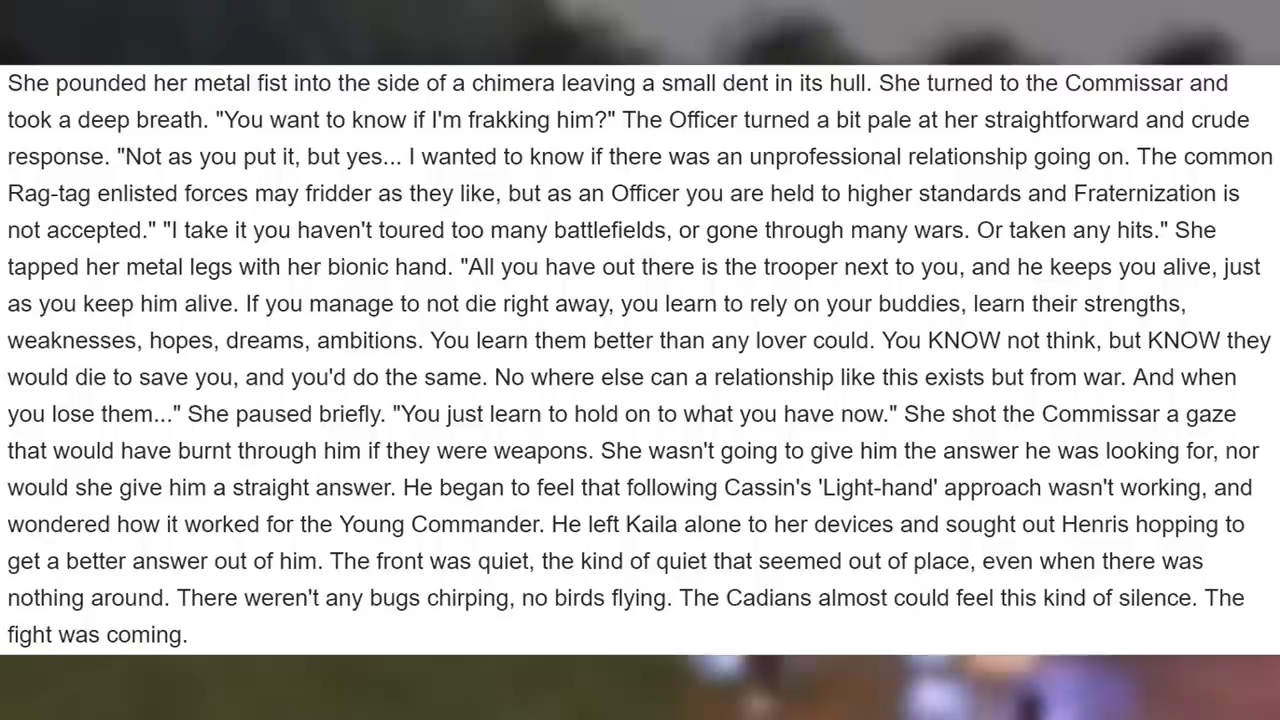 She pounded her metal fist into the side of a chimera leaving a small dent in its hull. She turned to the Commissar and
took a deep breath. "You want to know if I'm frakking him?" The Officer turned a bit pale at her straightforward and crude
response. "Not as you put it, but yes... I wanted to know if there was an unprofessional relationship going on. The common
Rag-tag enlisted forces may fridder as they like, but as an Officer you are held to higher standards and Fraternization is
not accepted." "I take it you haven't toured too many battlefields, or gone through many wars. Or taken any hits." She
tapped her metal legs with her bionic hand. "All you have out there is the trooper next to you, and he keeps you alive, just
as you keep him alive. If you manage to not die right away, you learn to rely on your buddies, learn their strengths,
weaknesses, hopes, dreams, ambitions. You learn them better than any lover could. You KNOW not think, but KNOW they
would die to save you, and you'd do the same. No where else can a relationship like this exists but from war. And when
you lose them..." She paused briefly. "You just learn to hold on to what you have now." She shot the Commissar a gaze
that would have burnt through him if they were weapons. She wasn't going to give him the answer he was looking for, nor
would she give him a straight answer. He began to feel that following Cassin's 'Light-hand' approach wasn't working, and
wondered how it worked for the Young Commander. He left Kaila alone to her devices and sought out Henris hopping to
get a better answer out of him. The front was quiet, the kind of quiet that seemed out of place, even when there was
nothing around. There weren't any bugs chirping, no birds flying. The Cadians almost could feel this kind of silence. The
fight was coming.